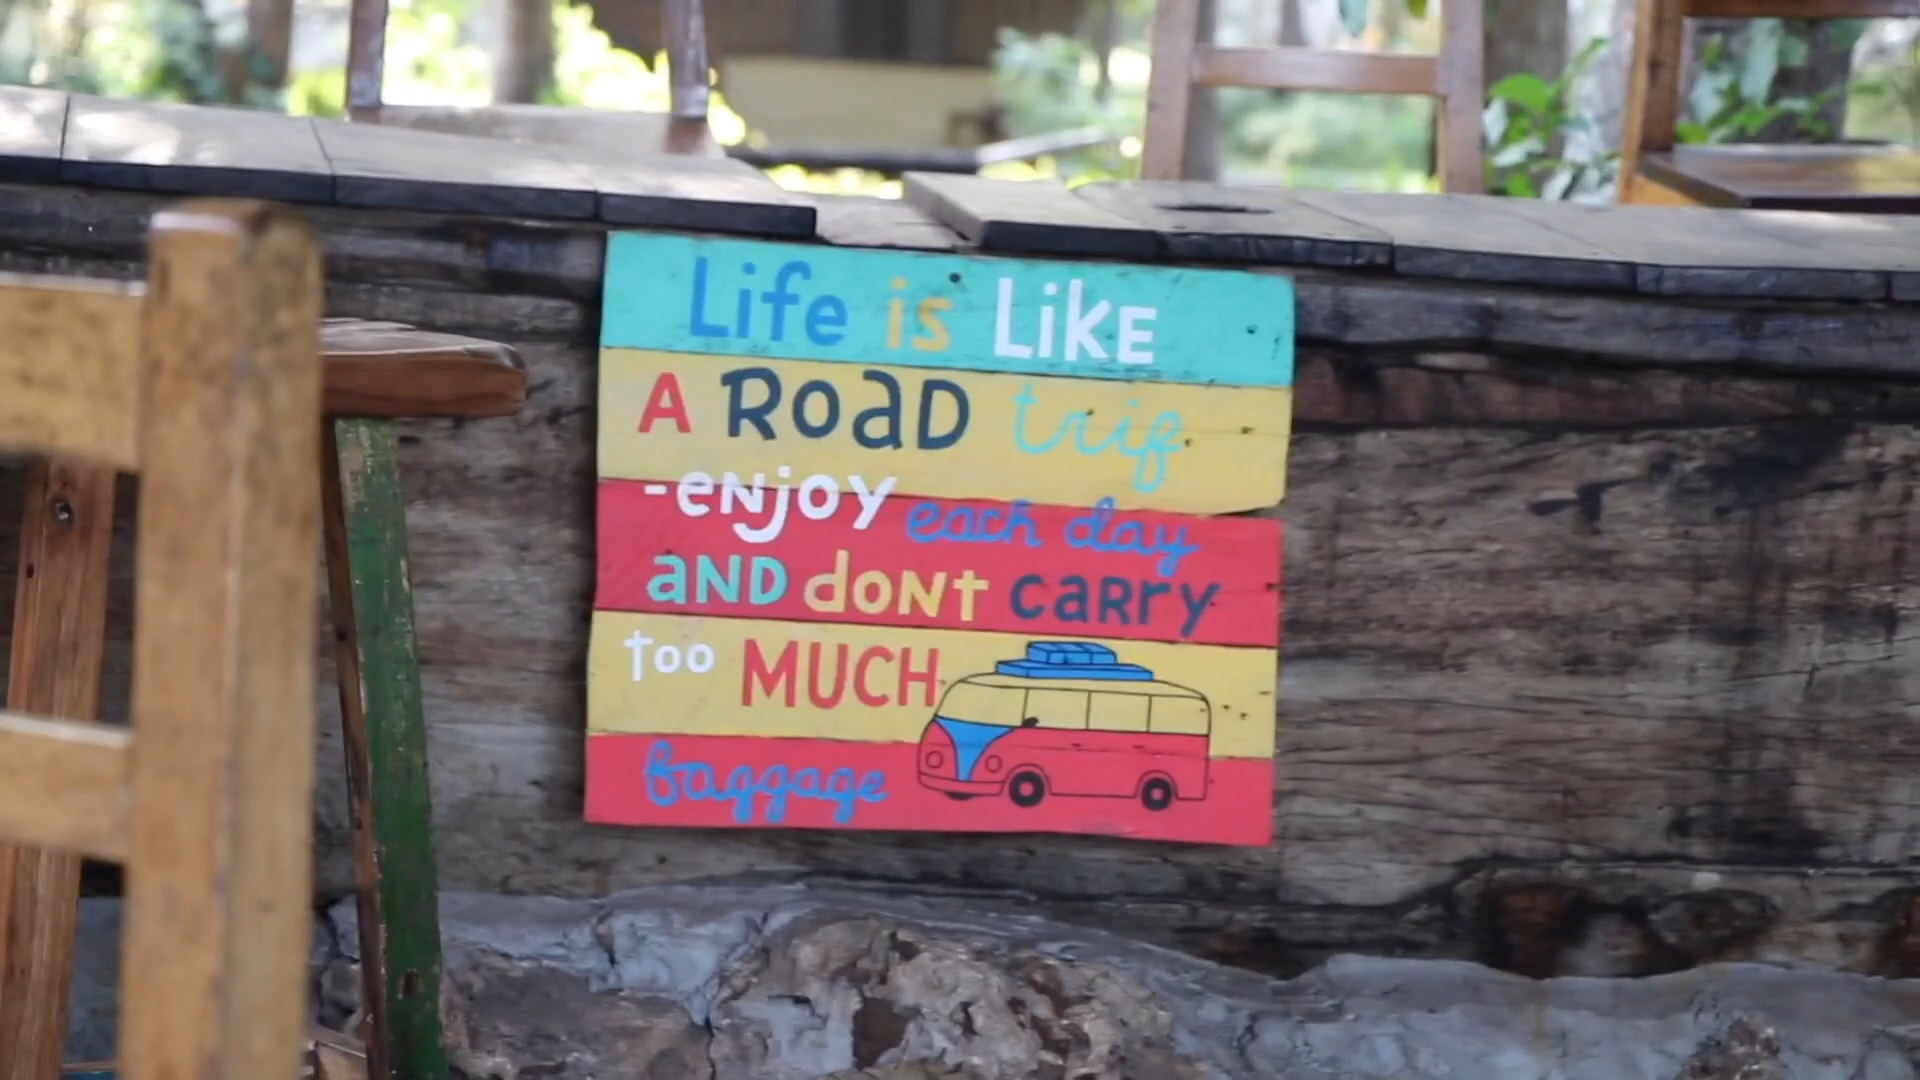 Life is LiKE
A ROaD trip
-eNjOY each day
aND doNt caRRY
too MUCH
baggage